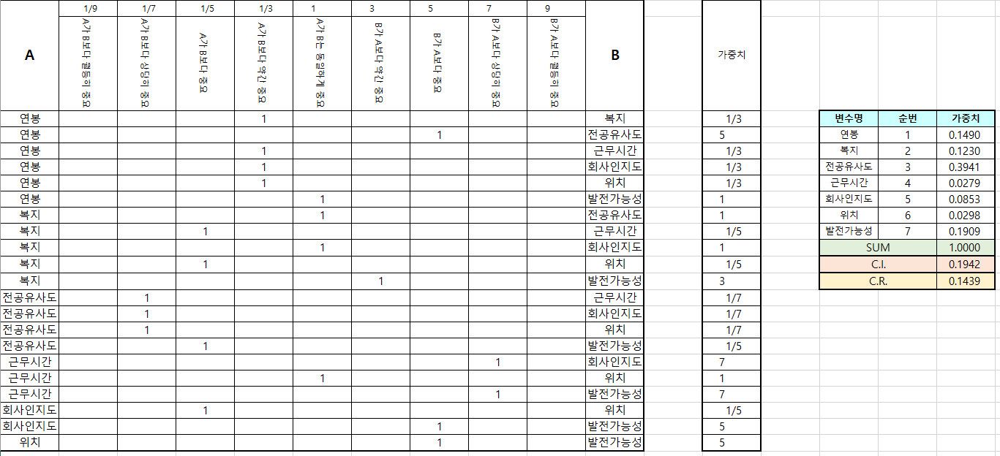 A 1/9 1/7 1/5 1/3 1 3 5 7 9 B 가중치
A가 B보다 월등히 중요
A가 B보다 상당히 중요
A가 B보다 중요
A가 B보다 약간 중요
A가 B는 동일하게 중요
B가 A보다 약간 중요
B가 A보다 중요
B가 A보다 상당히 중요
B가 A보다 월등히 중요
연봉 1 복지 1/3 변수명 순번 가중치
연봉 1 전공유사도 5 연봉 1 0.1490
연봉 1 근무시간 1/3 복지 2 0.1230
연봉 1 회사인지도 1/3 전공유사도 3 0.3941
연봉 1 위치 1/3 근무시간 4 0.0279
연봉 1 발전가능성 1 회사인지도 5 0.0853
복지 1 전공유사도 1 위치 6 0.0298
복지 1 근무시간 1/5 발전가능성 7 0.1909
복지 1 회사인지도 1 SUM 1.0000
복지 1 위치 1/5 C.I. 0.1942
복지 1 발전가능성 3 C.R. 0.1439
전공유사도 1 근무시간 1/7
전공유사도 1 회사인지도 1/7
전공유사도 1 위치 1/7
전공유사도 1 발전가능성 1/5
근무시간 1 회사인지도 7
근무시간 1 위치 1
근무시간 1 발전가능성 7
회사인지도 1 위치 1/5
회사인지도 1 발전가능성 5
위치 1 발전가능성 5